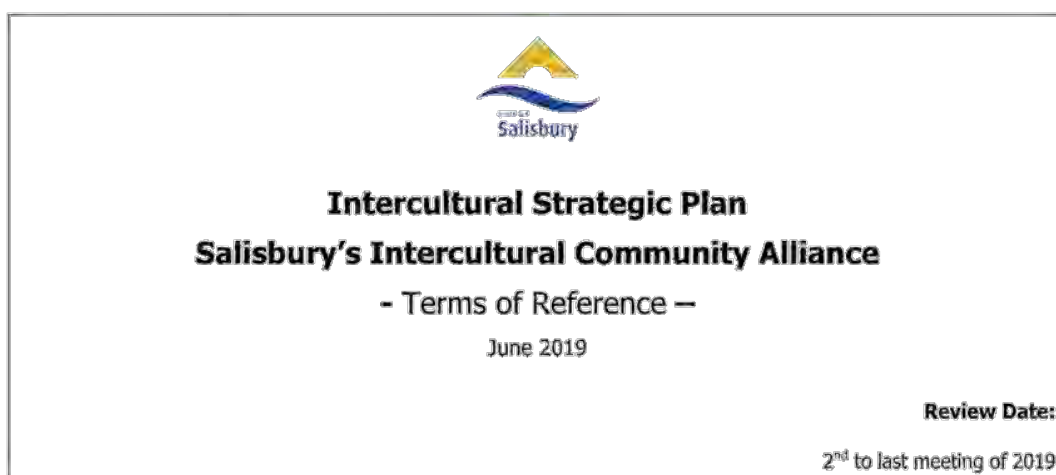 Salisbury
Intercultural Strategic Plan
Salisbury's Intercultural Community Alliance
- Terms of Reference –
June 2019
Review Date:
2nd to last meeting of 2019